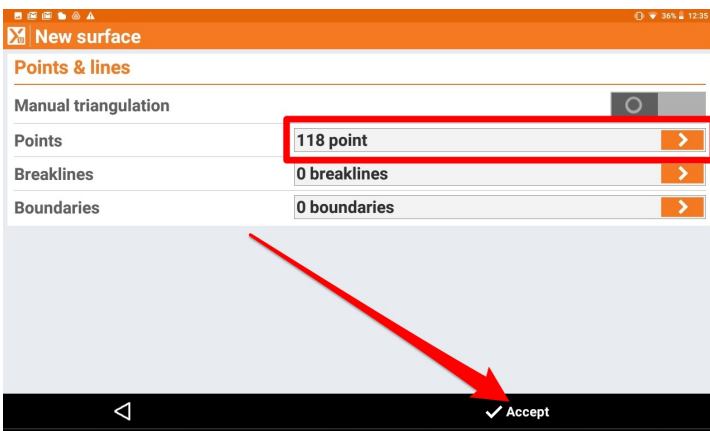 36% 12:35
New surface
Points & lines
Manual triangulation
Points 118 point
Breaklines 0 breaklines
Boundaries 0 boundaries
Accept